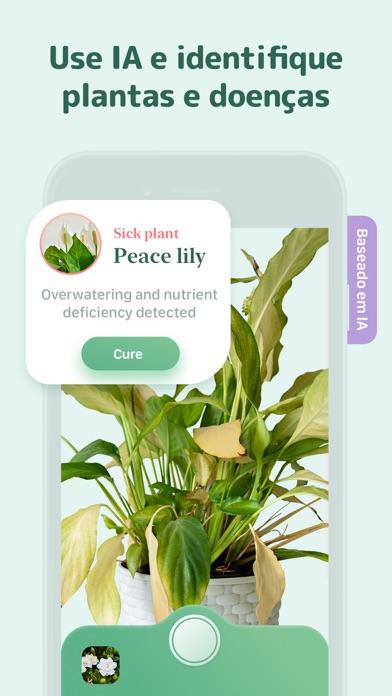 Use IA e identifique
plantas e doenças
Sick plant
Peace lily
Overwatering and nutrient
deficiency detected
Cure
Baseado em IA